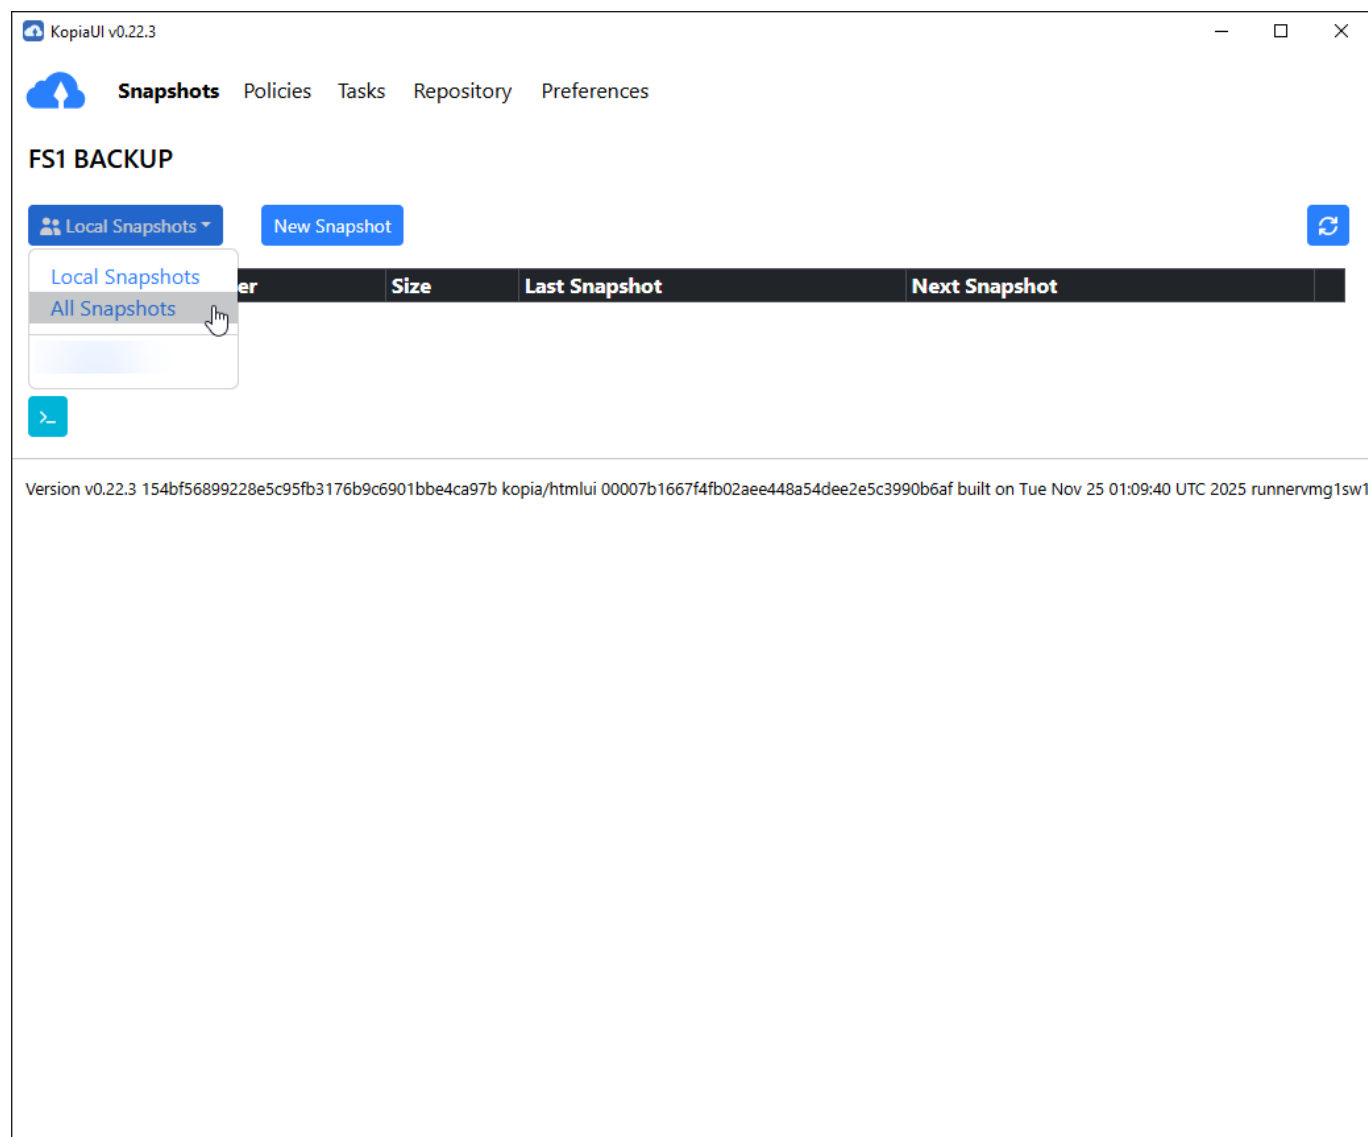 KopiaUI v0.22.3
Snapshots Policies Tasks Repository Preferences
FS1 BACKUP
Local Snapshots New Snapshot
Local Snapshots
er Size Last Snapshot Next Snapshot
All Snapshots
>_
Version v0.22.3 154bf56899228e5c95fb3176b9c6901bbe4ca97b kopia/htmlui 00007b1667f4fb02aee448a54dee2e5c3990b6af built on Tue Nov 25 01:09:40 UTC 2025 runnervmg1sw1